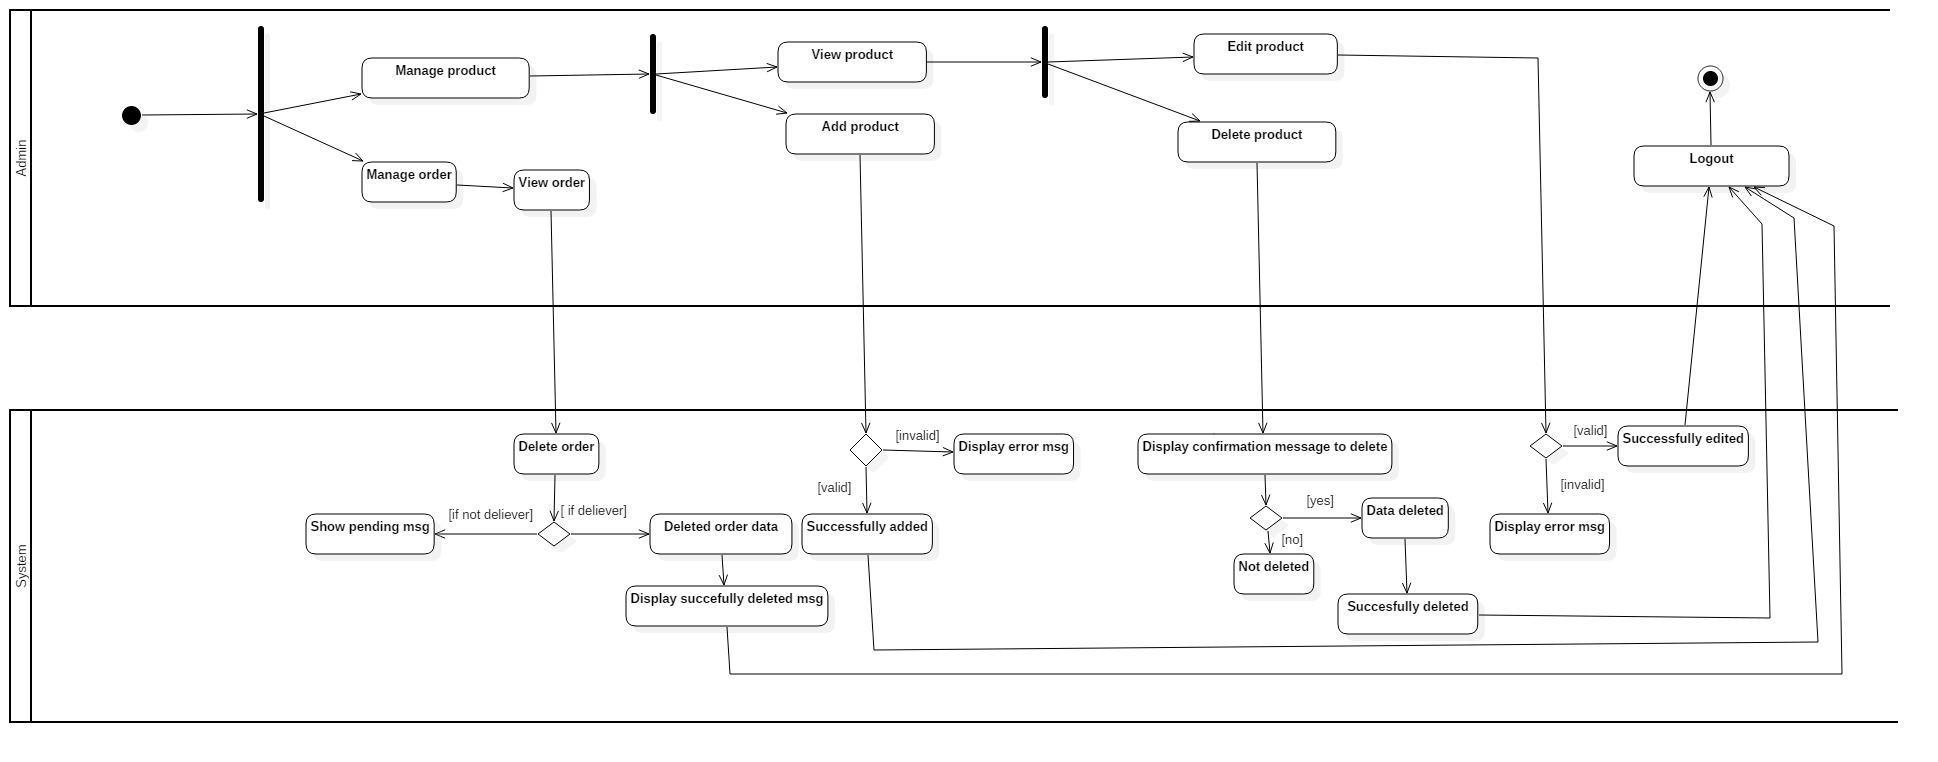 Admin
Manage product
Manage order
View order
View product
Add product
Edit product
Delete product
Logout
System
Delete order
[if not deliever]
[ if deliever]
Show pending msg
Deleted order data
Display succefully deleted msg
[invalid]
Display error msg
[valid]
Successfully added
Display confirmation message to delete
[yes]
Data deleted
[no]
Not deleted
Succesfully deleted
[valid]
Successfully edited
[invalid]
Display error msg